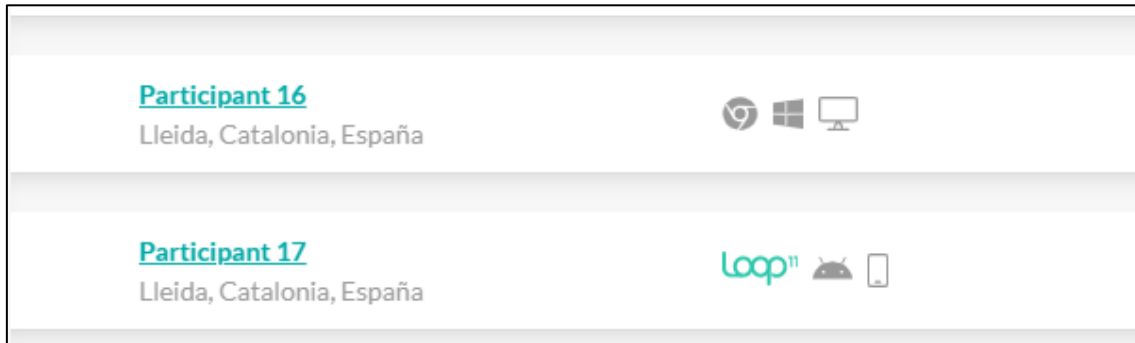 Participant 16
Lleida, Catalonia, España
Participant 17
Loop11
Lleida, Catalonia, España